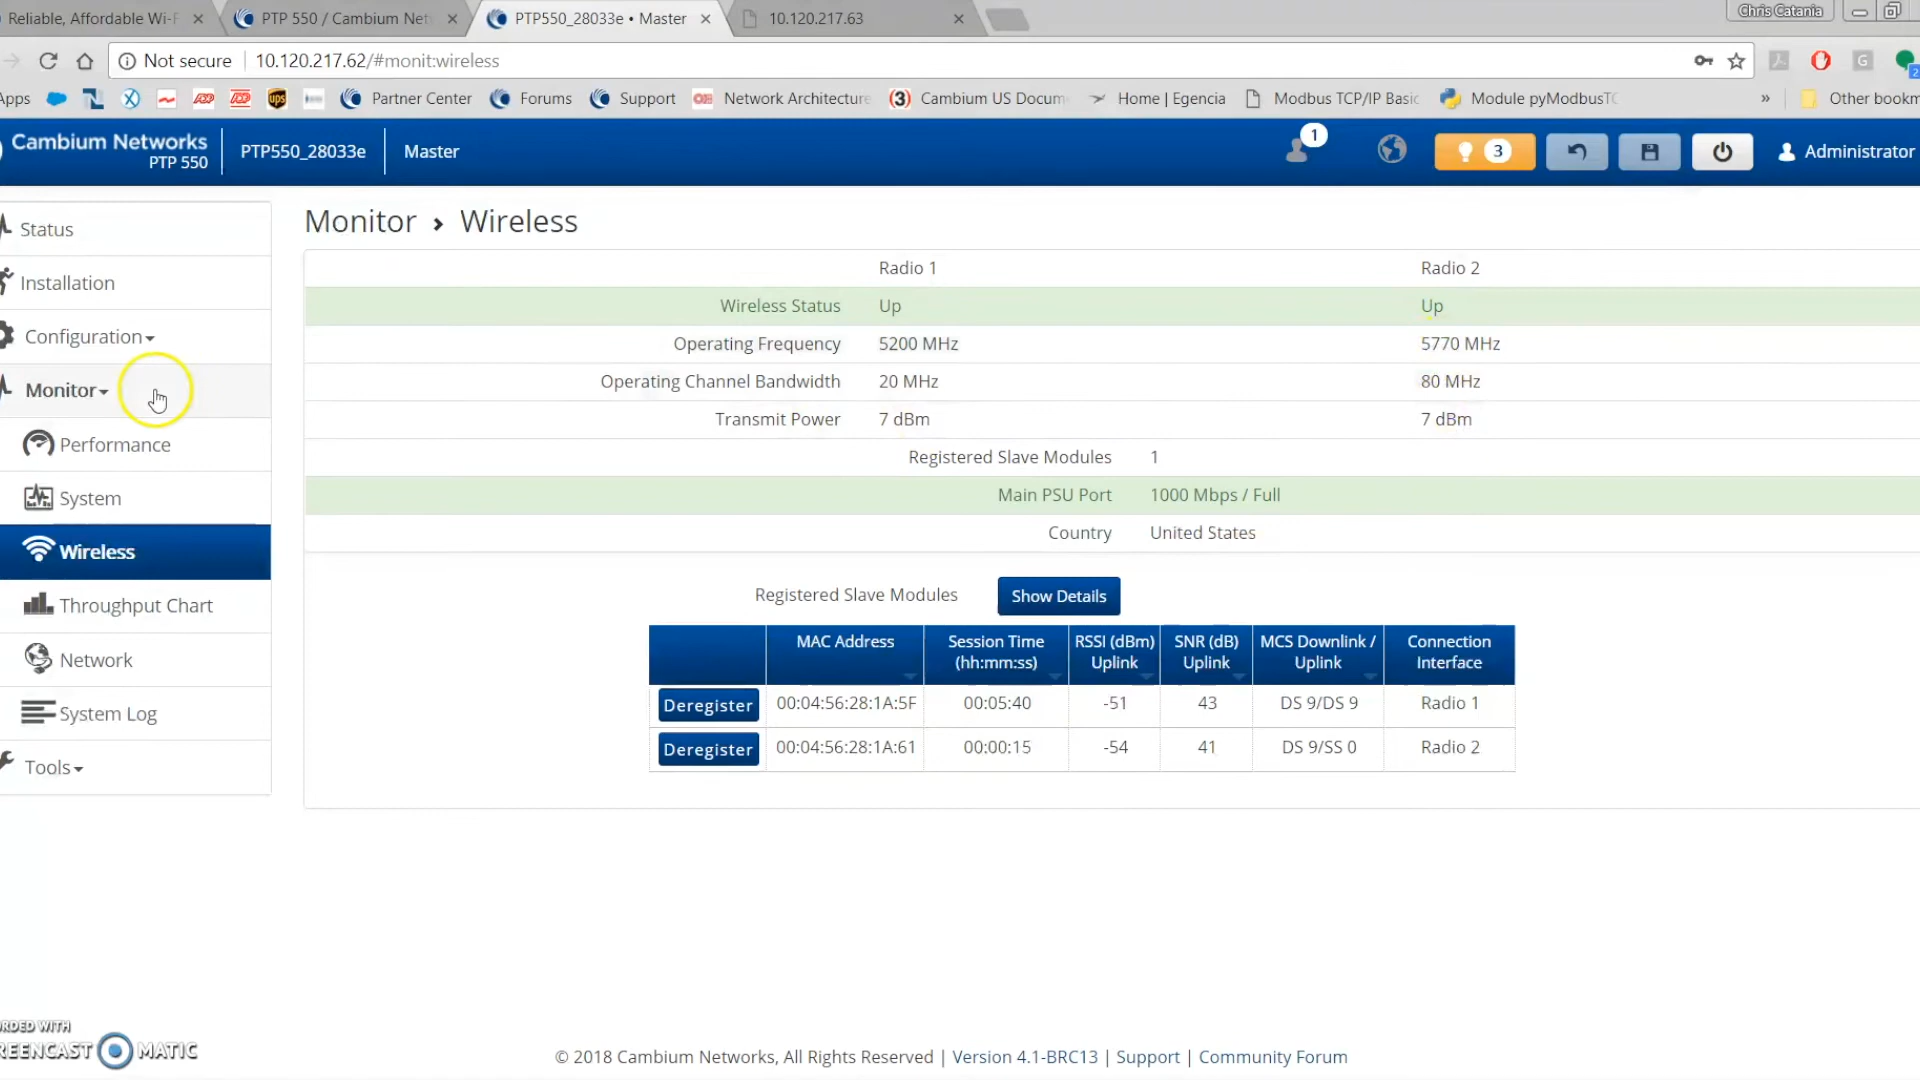 Reliable, Affordable Wi-F
PTP 550 / Cambium Net
PTP550_28033e • Master
10.120.217.63
Chris Catania
Not secure
10.120.217.62/#monit:wireless
Apps
ADP
ADP
ups
Partner Center
Forums
Support
Network Architecture
Cambium US Docum
Home | Egencia
Modbus TCP/IP Basic
Module pyModbusTC
»
Other bookm
Cambium Networks
PTP 550
PTP550_28033e
Master
1
3
Administrator
Status
Installation
Configuration
Monitor
Performance
System
Wireless
Throughput Chart
Network
System Log
Tools
Monitor › Wireless
Radio 1 Radio 2
Wireless Status Up Up
Operating Frequency 5200 MHz 5770 MHz
Operating Channel Bandwidth 20 MHz 80 MHz
Transmit Power 7 dBm 7 dBm
Registered Slave Modules 1
Main PSU Port 1000 Mbps / Full
Country United States
Registered Slave Modules Show Details
MAC Address Session Time (hh:mm:ss) RSSI (dBm) Uplink SNR (dB) Uplink MCS Downlink / Uplink Connection Interface
Deregister 00:04:56:28:1A:5F 00:05:40 -51 43 DS 9/DS 9 Radio 1
Deregister 00:04:56:28:1A:61 00:00:15 -54 41 DS 9/SS 0 Radio 2
ORDED WITH
REENCAST MATIC
© 2018 Cambium Networks, All Rights Reserved | Version 4.1-BRC13 | Support | Community Forum